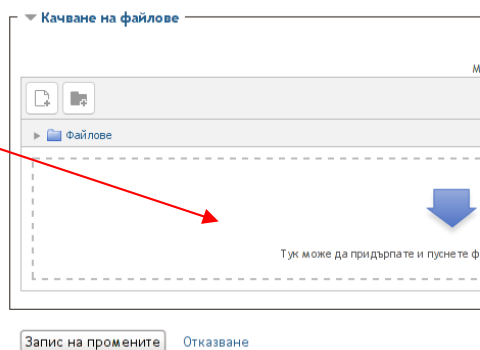 Качване на файлове
М
Файлове
Тук може да придърпате и пуснете ф
Запис на промените Отказване